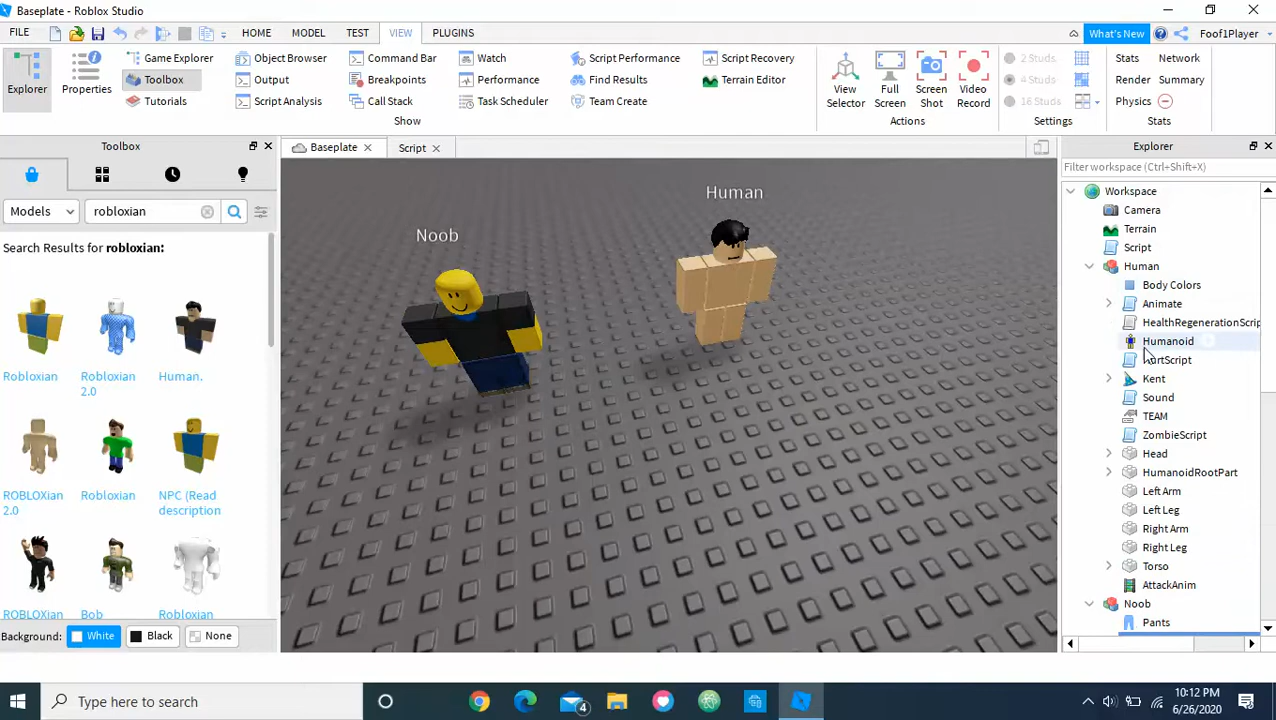 Baseplate - Roblox Studio
FILE
HOME
MODEL
TEST
VIEW
PLUGINS
What's New
Foof1Player
Explorer
Properties
Game Explorer
Toolbox
Tutorials
Object Browser
Output
Script Analysis
Command Bar
Breakpoints
Call Stack
Watch
Performance
Task Scheduler
Script Performance
Find Results
Team Create
Script Recovery
Terrain Editor
Show
View
Selector
Full
Screen
Screen
Shot
Video
Record
Actions
2 Studs
4 Studs
16 Studs
Settings
Stats
Network
Render
Summary
Physics
Stats
Toolbox
Models
robloxian
Search Results for robloxian:
Robloxian
Robloxian
2.0
Human.
ROBLOXian
2.0
Robloxian
NPC (Read
description
ROBLOXian
Bob
Robloxian
Background:
White
Black
None
Baseplate
Script
Noob
Human
Explorer
Filter workspace (Ctrl+Shift+X)
Workspace
Camera
Terrain
Script
Human
Body Colors
Animate
HealthRegenerationScrip
Humanoid
Kent
Sound
TEAM
ZombieScript
Head
HumanoidRootPart
Left Arm
Left Leg
Right Arm
Right Leg
Torso
AttackAnim
Noob
Pants
Type here to search
4
10:12 PM
6/26/2020